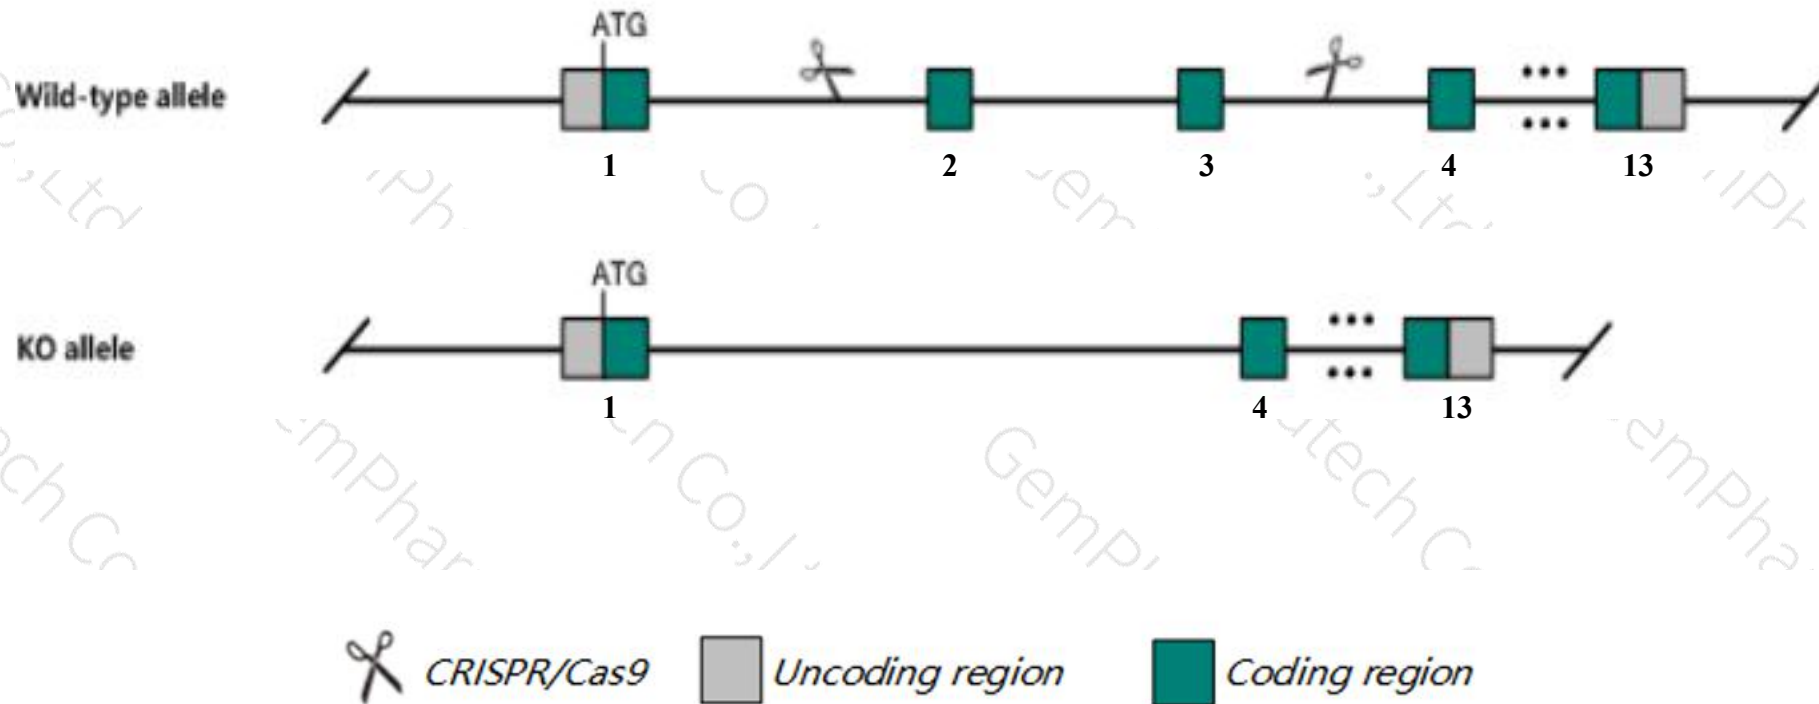 ATG
Wild-type allele
1 2 3 4 13
ATG
KO allele
1 4 13
CRISPR/Cas9 Uncoding region Coding region